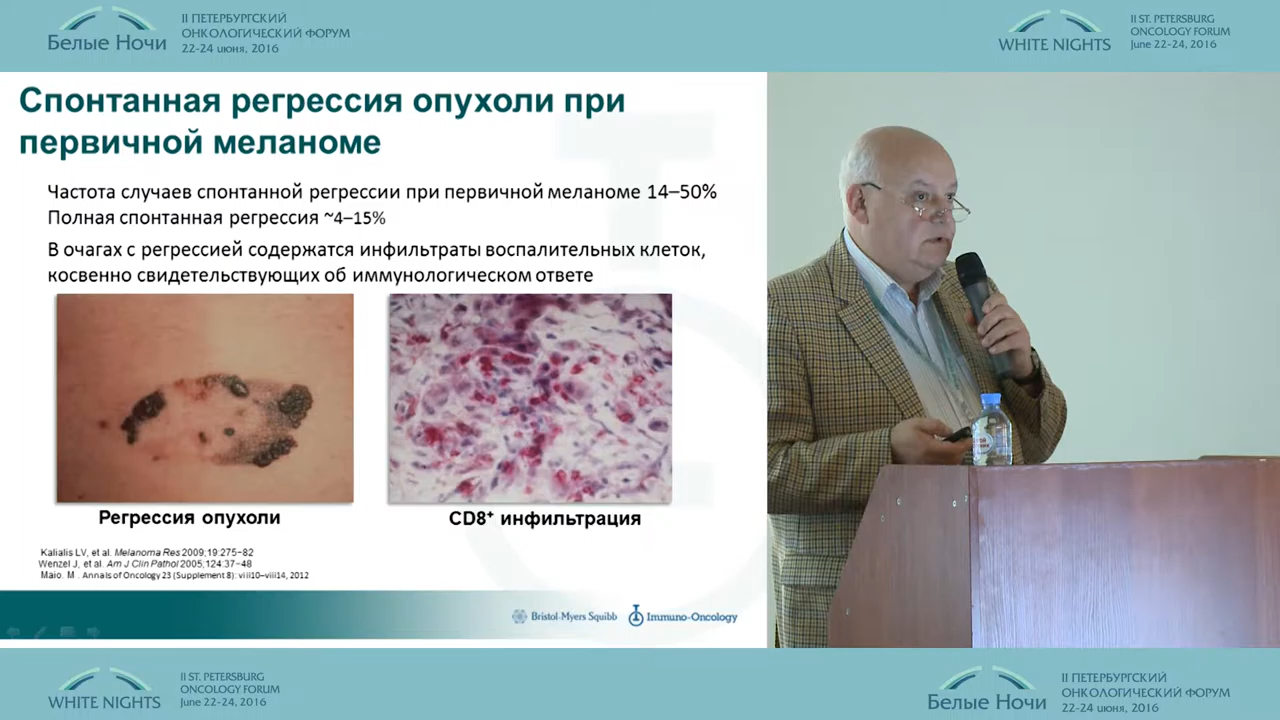 Белые Ночи
II ПЕТЕРБУРГСКИЙ
ОНКОЛОГИЧЕСКИЙ ФОРУМ
22-24 июня, 2016
WHITE NIGHTS
II ST. PETERSBURG
ONCOLOGY FORUM
June 22-24, 2016
Спонтанная регрессия опухоли при
первичной меланоме
Частота случаев спонтанной регрессии при первичной меланоме 14–50%
Полная спонтанная регрессия ~4–15%
В очагах с регрессией содержатся инфильтраты воспалительных клеток,
косвенно свидетельствующих об иммунологическом ответе
Регрессия опухоли
CD8⁺ инфильтрация
Kalialis LV, et al. Melanoma Res 2009;19:275–82
Wenzel J, et al. Am J Clin Pathol 2005;124:37–48
Maio. M . Annals of Oncology 23 (Supplement 8): viii10–viii14, 2012
Bristol-Myers Squibb
Immuno-Oncology
WHITE NIGHTS
II ST. PETERSBURG
ONCOLOGY FORUM
June 22-24, 2016
Белые Ночи
II ПЕТЕРБУРГСКИЙ
ОНКОЛОГИЧЕСКИЙ ФОРУМ
22-24 июня, 2016